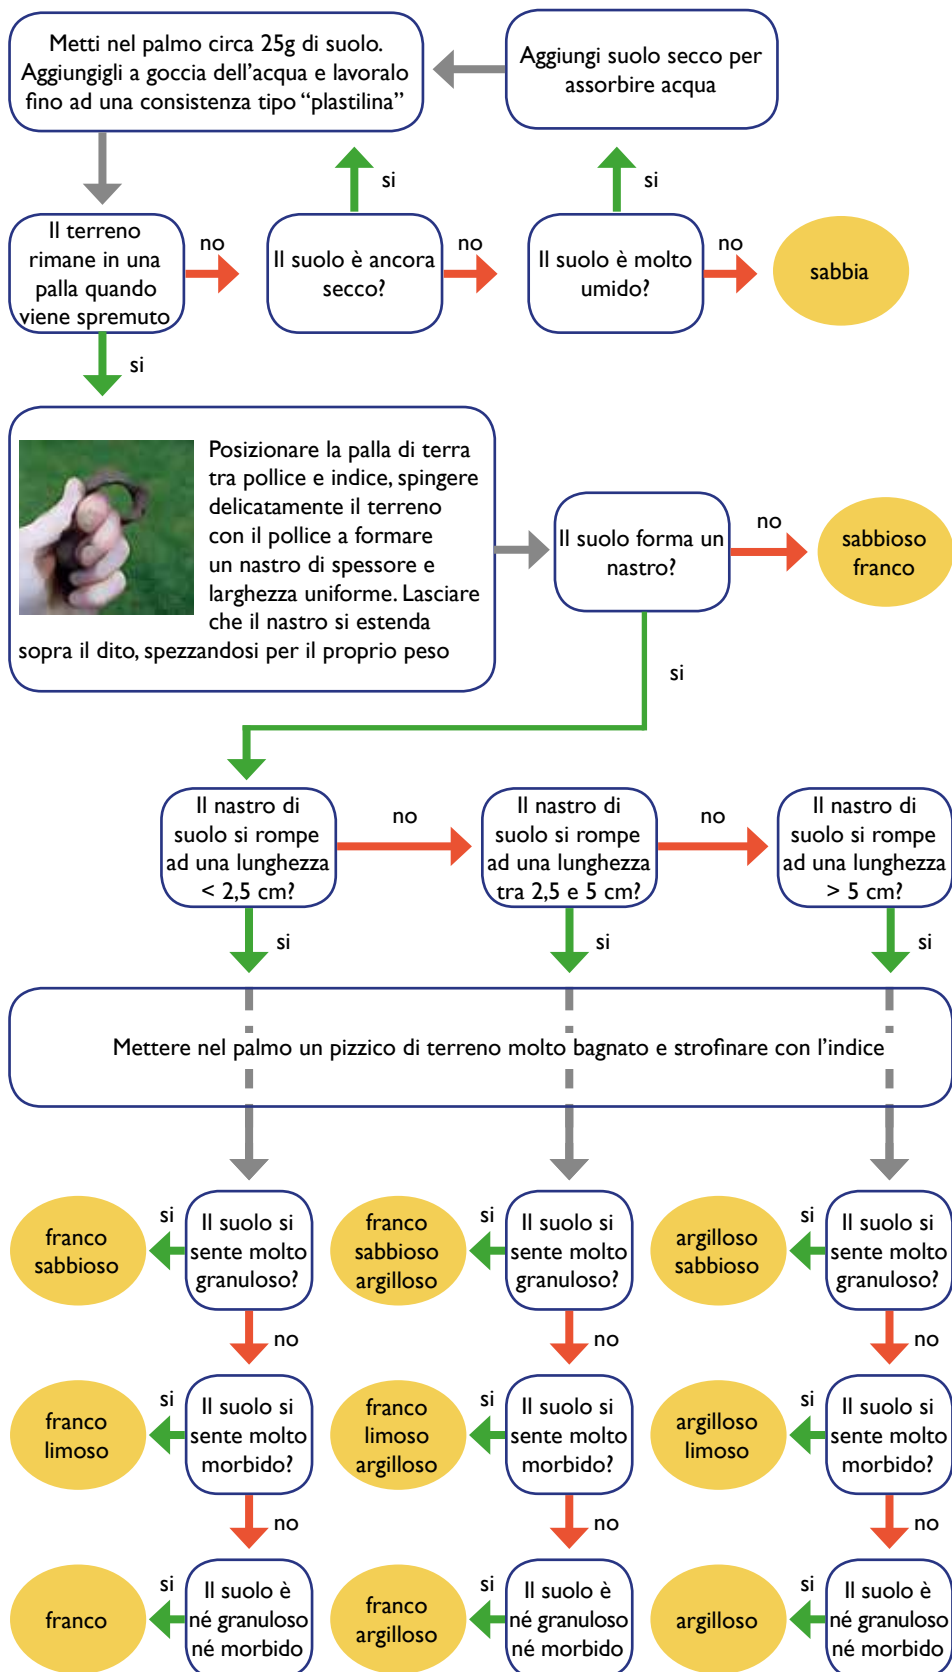 Metti nel palmo circa 25g di suolo.
Aggiungigli a goccia dell'acqua e lavoralo
fino ad una consistenza tipo “plastilina”
Aggiungi suolo secco per
assorbire acqua
si
si
Il terreno
rimane in una
palla quando
viene spremuto
no
Il suolo è ancora
secco?
no
Il suolo è molto
umido?
no
sabbia
si
Posizionare la palla di terra
tra pollice e indice, spingere
delicatamente il terreno
con il pollice a formare
un nastro di spessore e
larghezza uniforme. Lasciare
che il nastro si estenda
sopra il dito, spezzandosi per il proprio peso
Il suolo forma un
nastro?
no
sabbioso
franco
si
Il nastro di
suolo si rompe
ad una lunghezza
< 2,5 cm?
no
Il nastro di
suolo si rompe
ad una lunghezza
tra 2,5 e 5 cm?
no
Il nastro di
suolo si rompe
ad una lunghezza
> 5 cm?
si
si
si
Mettere nel palmo un pizzico di terreno molto bagnato e strofinare con l'indice
franco
sabbioso
si
Il suolo si
sente molto
granuloso?
franco
sabbioso
argilloso
si
Il suolo si
sente molto
granuloso?
argilloso
sabbioso
si
Il suolo si
sente molto
granuloso?
no
no
no
franco
limoso
si
Il suolo si
sente molto
morbido?
franco
limoso
argilloso
si
Il suolo si
sente molto
morbido?
argilloso
limoso
si
Il suolo si
sente molto
morbido?
no
no
no
franco
si
Il suolo è
né granuloso
né morbido
franco
argilloso
si
Il suolo è
né granuloso
né morbido
argilloso
si
Il suolo è
né granuloso
né morbido